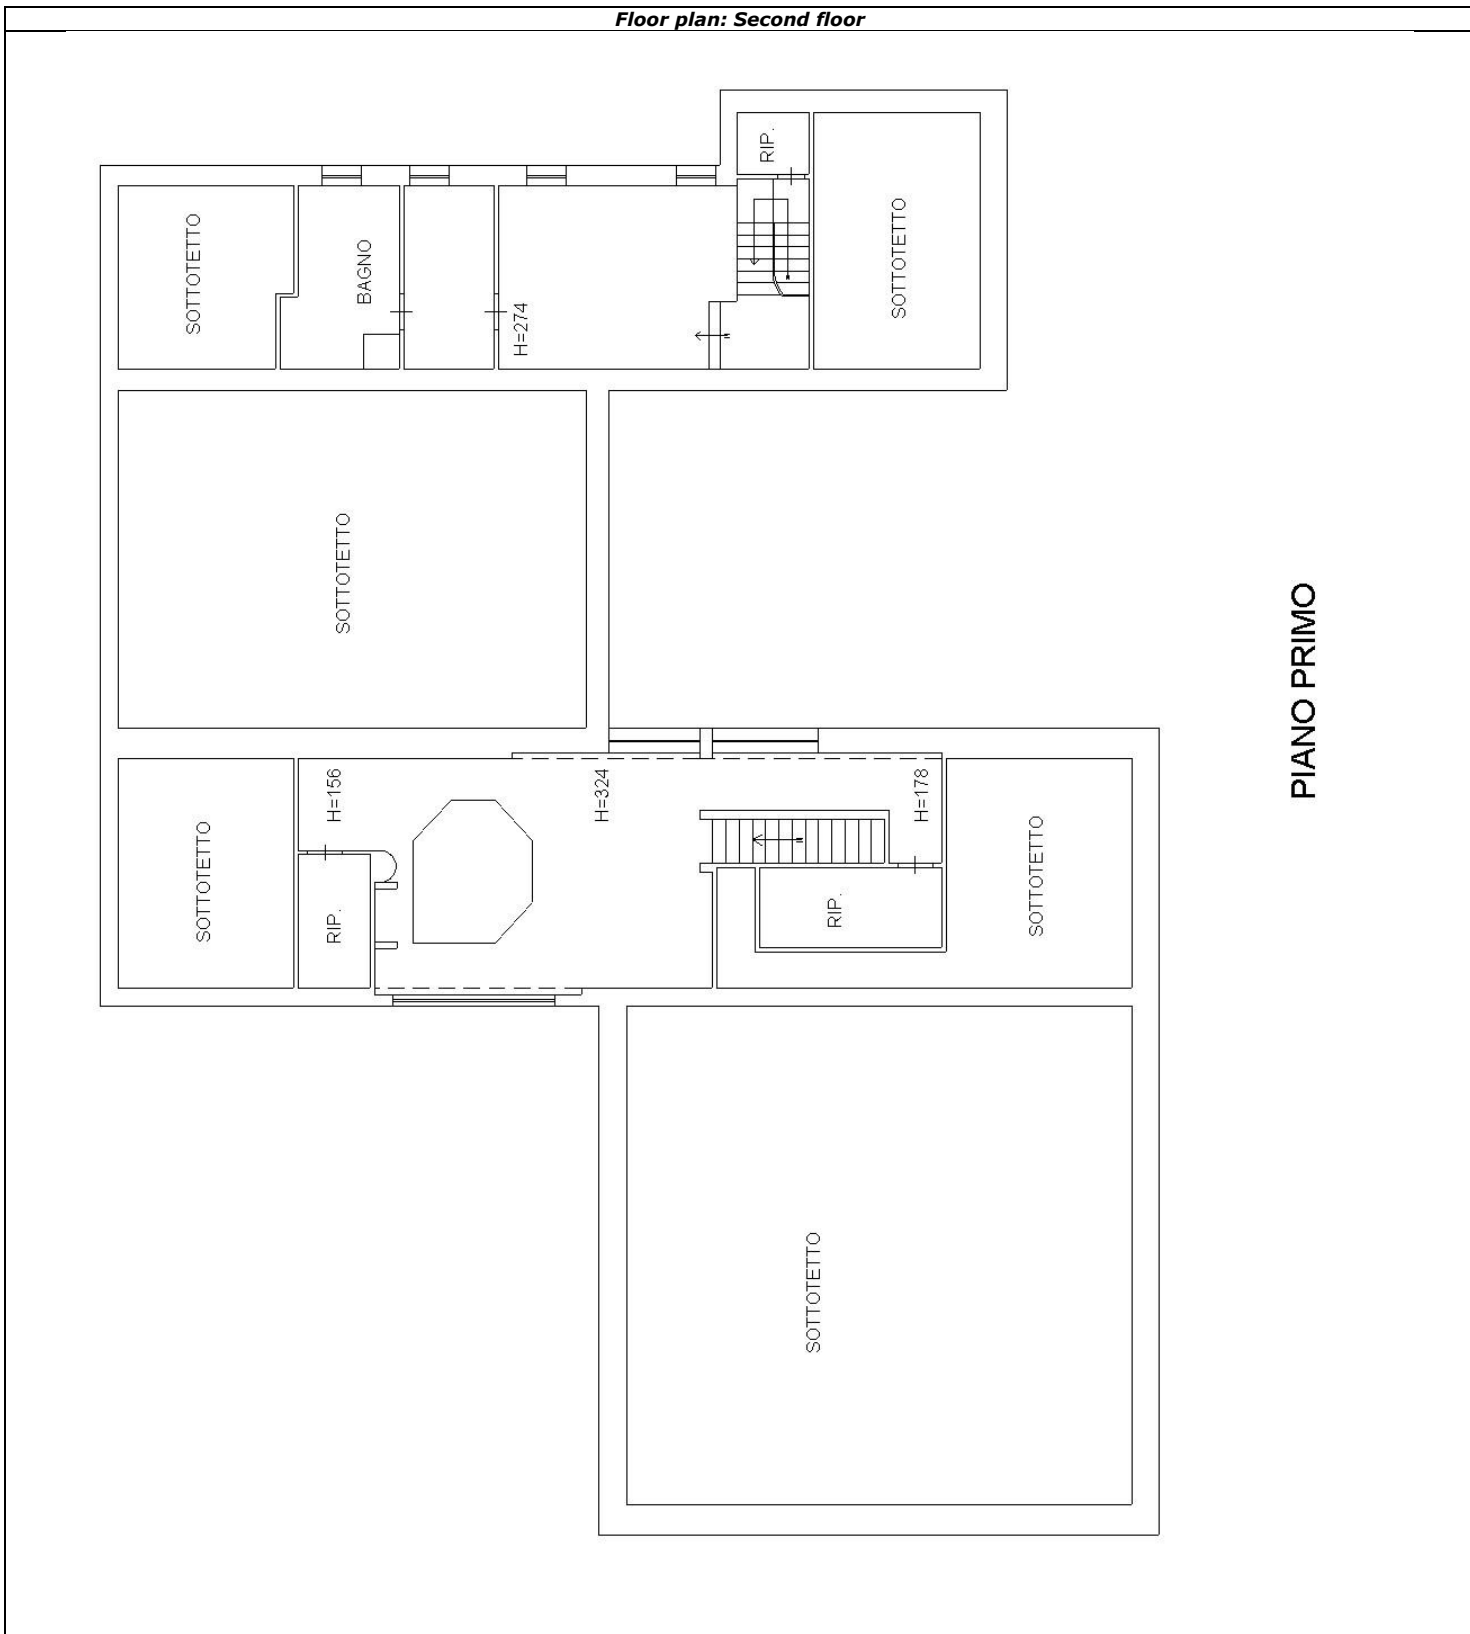 Floor plan: Second floor
RIP.
SOTTOTETTO
SOTTOTETTO
BAGNO
H=274
SOTTOTETTO
PIANO PRIMO
H=156
H=324
H=178
SOTTOTETTO
RIP.
RIP.
SOTTOTETTO
SOTTOTETTO